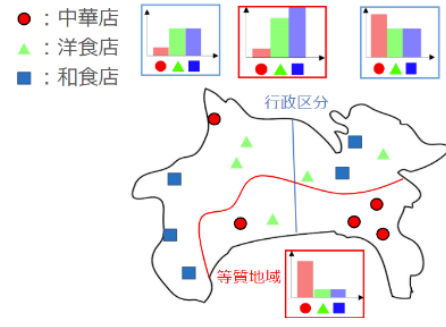 ：中華店
：洋食店
：和食店
行政区分
等質地域